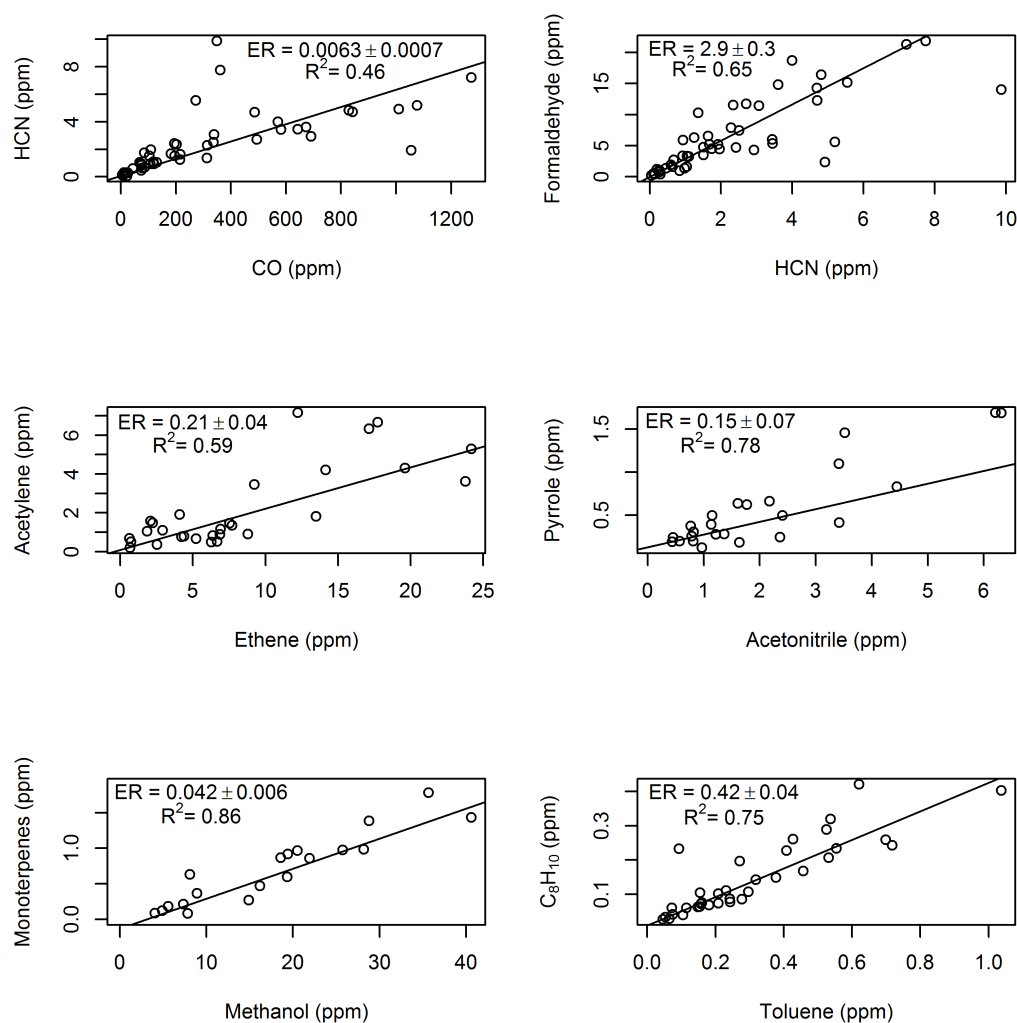 ER = 0.0063 ± 0.0007
R²= 0.46
HCN (ppm)
0 4 8
0 200 400 600 800 1200
CO (ppm)
ER = 2.9 ± 0.3
R²= 0.65
Formaldehyde (ppm)
0 5 15
0 2 4 6 8 10
HCN (ppm)
ER = 0.21 ± 0.04
R²= 0.59
Acetylene (ppm)
0 2 4 6
0 5 10 15 20 25
Ethene (ppm)
ER = 0.15 ± 0.07
R²= 0.78
Pyrrole (ppm)
0.5 1.5
0 1 2 3 4 5 6
Acetonitrile (ppm)
ER = 0.042 ± 0.006
R²= 0.86
Monoterpenes (ppm)
0.0 1.0
0 10 20 30 40
Methanol (ppm)
ER = 0.42 ± 0.04
R²= 0.75
C₈H₁₀ (ppm)
0.1 0.3
0.0 0.2 0.4 0.6 0.8 1.0
Toluene (ppm)